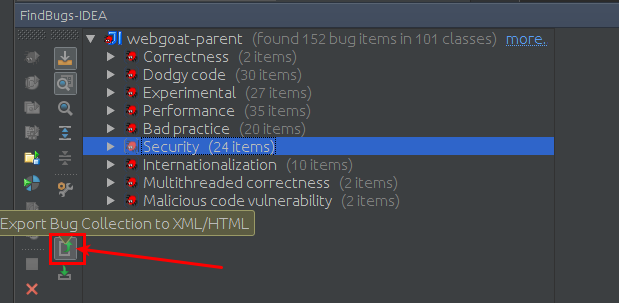 FindBugs-IDEA
webgoat-parent (found 152 bug items in 101 classes) more.
Correctness (2 items)
Dodgy code (30 items)
Experimental (27 items)
Performance (35 items)
Bad practice (20 items)
Security (24 items)
Internationalization (10 items)
Multithreaded correctness (2 items)
Malicious code vulnerability (2 items)
Export Bug Collection to XML/HTML